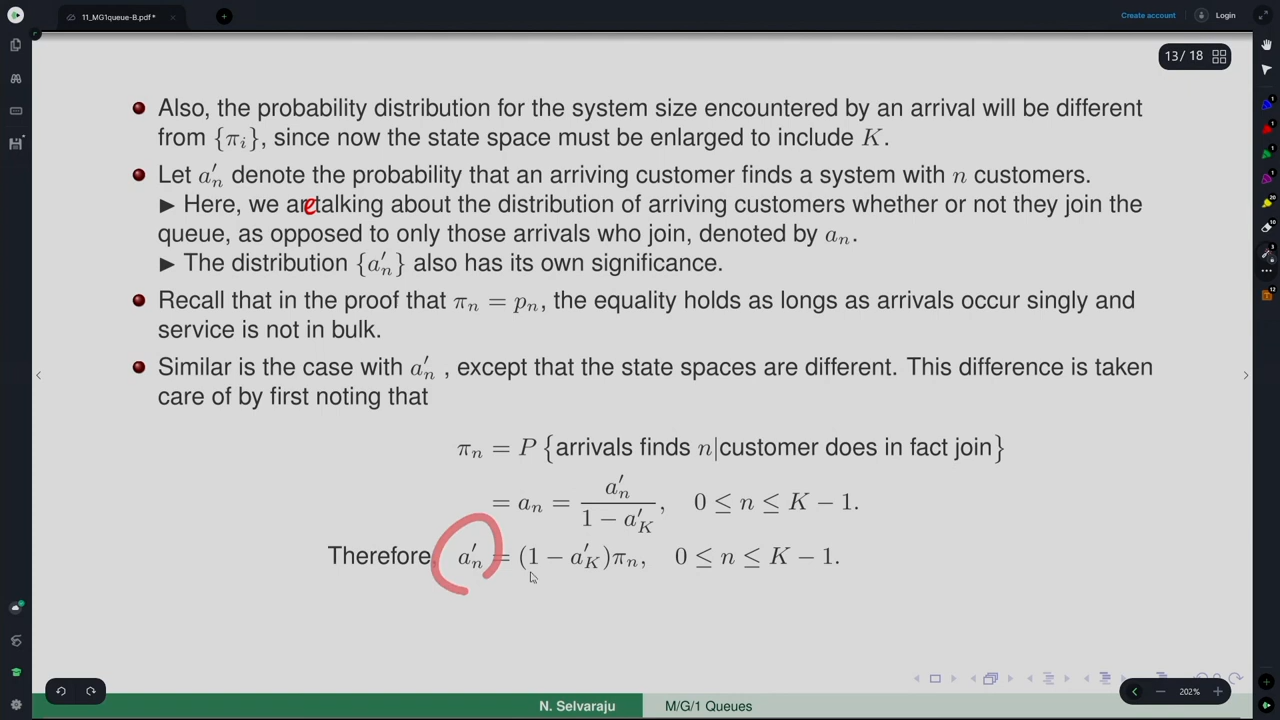 11_MG1queue-B.pdf*
Create account
Login
13 / 18
Also, the probability distribution for the system size encountered by an arrival will be different
from {πᵢ}, since now the state space must be enlarged to include K.
Let a′ₙ denote the probability that an arriving customer finds a system with n customers.
▶ Here, we are talking about the distribution of arriving customers whether or not they join the
queue, as opposed to only those arrivals who join, denoted by aₙ.
▶ The distribution {a′ₙ} also has its own significance.
Recall that in the proof that πₙ = pₙ, the equality holds as longs as arrivals occur singly and
service is not in bulk.
Similar is the case with a′ₙ , except that the state spaces are different. This difference is taken
care of by first noting that
πₙ = P {arrivals finds n|customer does in fact join}
= aₙ = a′ₙ / (1 − a′_K), 0 ≤ n ≤ K − 1.
Therefore, a′ₙ = (1 − a′_K)πₙ, 0 ≤ n ≤ K − 1.
N. Selvaraju
M/G/1 Queues
202%